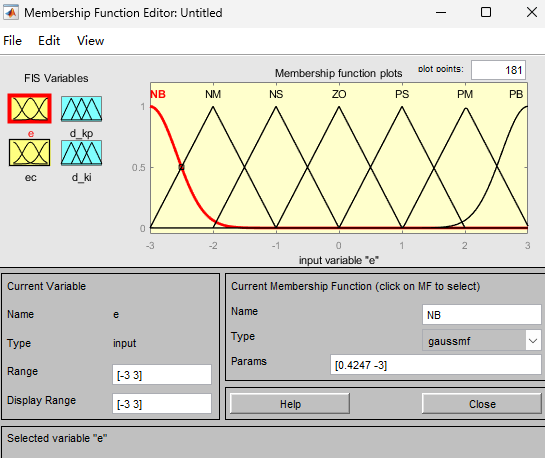 Membership Function Editor: Untitled
File Edit View
FIS Variables
Membership function plots
plot points: 181
NB NM NS ZO PS PM PB
1
0.5
0
-3 -2 -1 0 1 2 3
input variable "e"
e d_kp
ec d_ki
Current Variable
Name e
Type input
Range [-3 3]
Display Range [-3 3]
Current Membership Function (click on MF to select)
Name NB
Type gaussmf
Params [0.4247 -3]
Help Close
Selected variable "e"